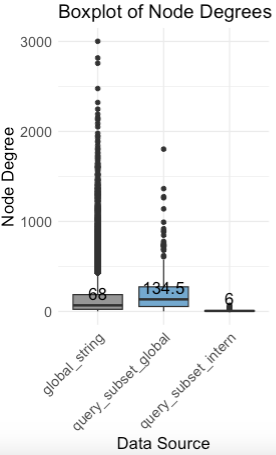 Boxplot of Node Degrees
Node Degree
3000
2000
1000
0
68
134.5
6
global_string
query_subset_global
query_subset_intern
Data Source